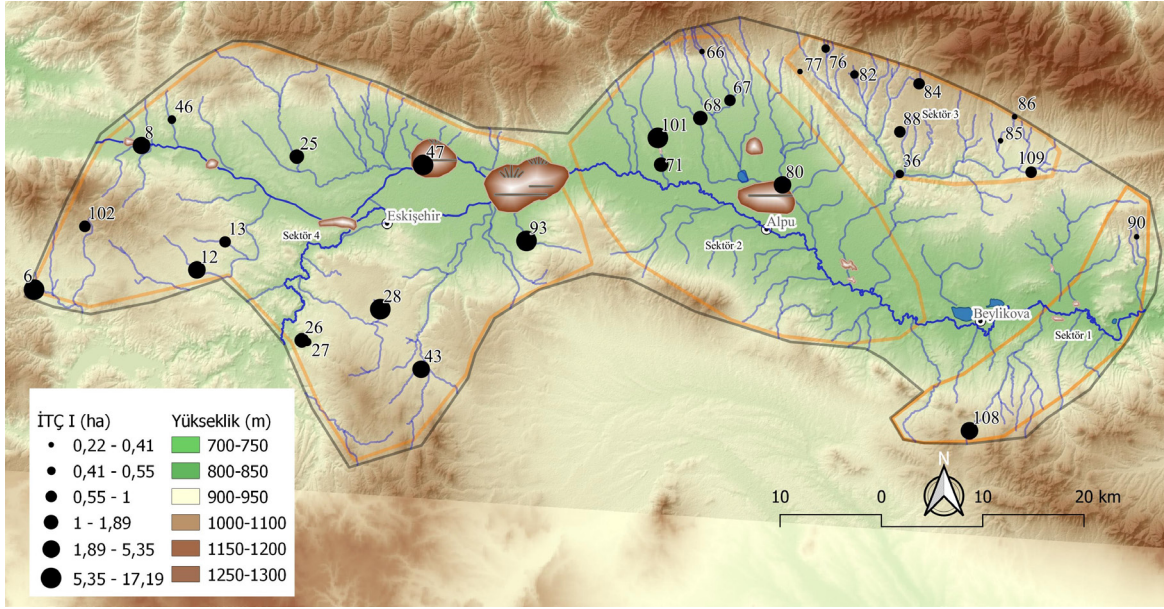 66
76
77
82
67
84
46
68
Sektör 3
86
8
101
88
85
25
47
71
36
109
80
102
Eskişehir
90
13
Sektör 4
93
Alpu
Sektör 2
12
6
28
Beylikova
26
27
Sektör 1
43
108
İTÇ I (ha)
Yükseklik (m)
0,22 - 0,41
700-750
0,41 - 0,55
800-850
0,55 - 1
900-950
1 - 1,89
1000-1100
1,89 - 5,35
1150-1200
5,35 - 17,19
1250-1300
N
10 0 10 20 km